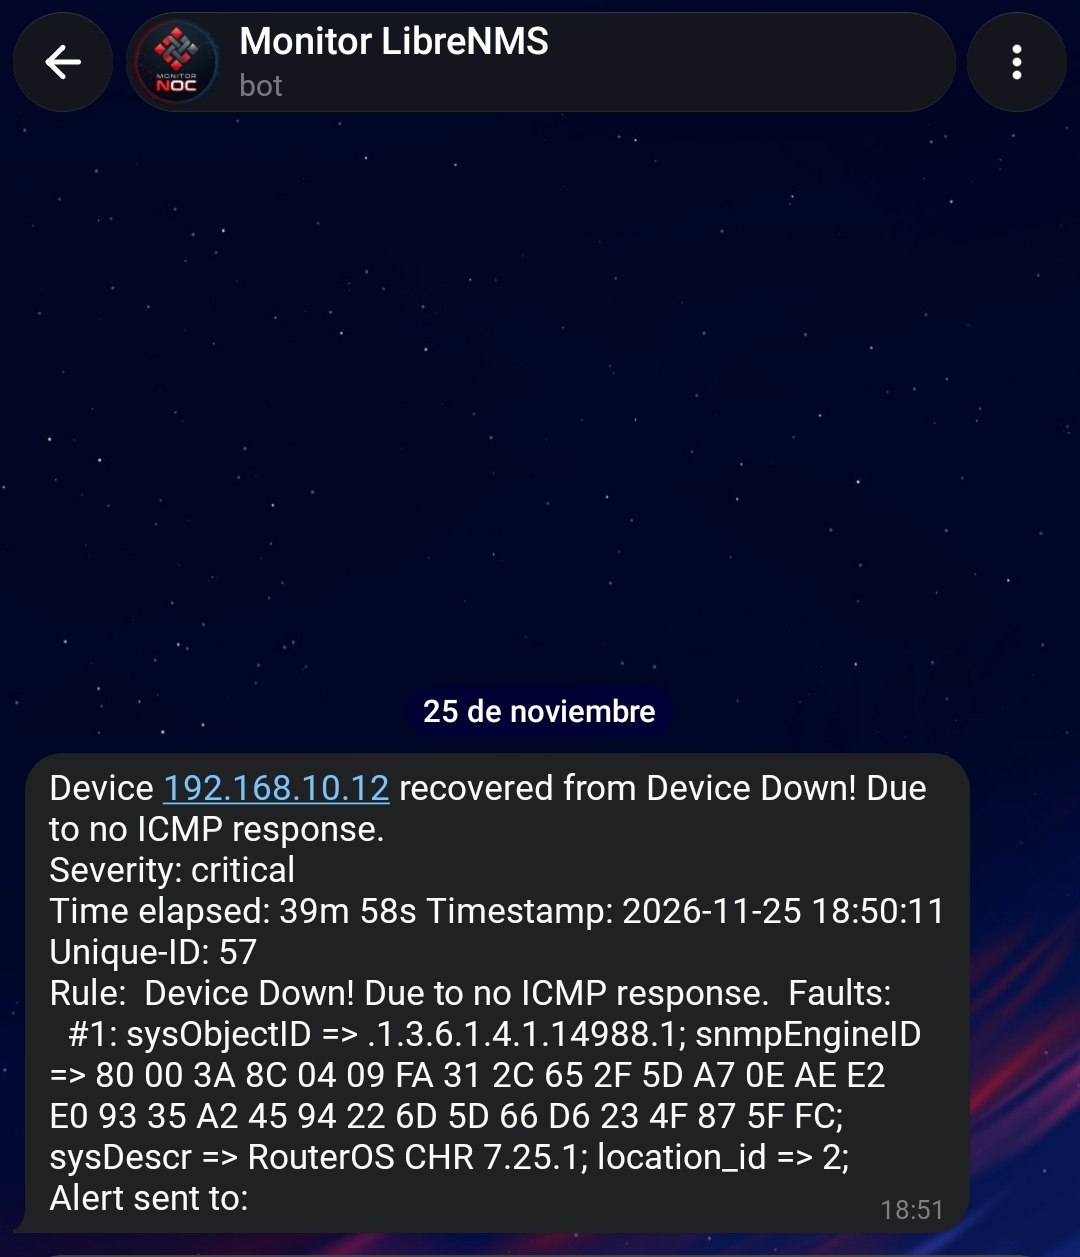 Monitor LibreNMS
MONITOR
NOC
bot
25 de noviembre
Device 192.168.10.12 recovered from Device Down! Due
to no ICMP response.
Severity: critical
Time elapsed: 39m 58s Timestamp: 2026-11-25 18:50:11
Unique-ID: 57
Rule:  Device Down! Due to no ICMP response.  Faults:
  #1: sysObjectID => .1.3.6.1.4.1.14988.1; snmpEngineID
=> 80 00 3A 8C 04 09 FA 31 2C 65 2F 5D A7 0E AE E2
E0 93 35 A2 45 94 22 6D 5D 66 D6 23 4F 87 5F FC;
sysDescr => RouterOS CHR 7.25.1; location_id => 2;
Alert sent to:
18:51